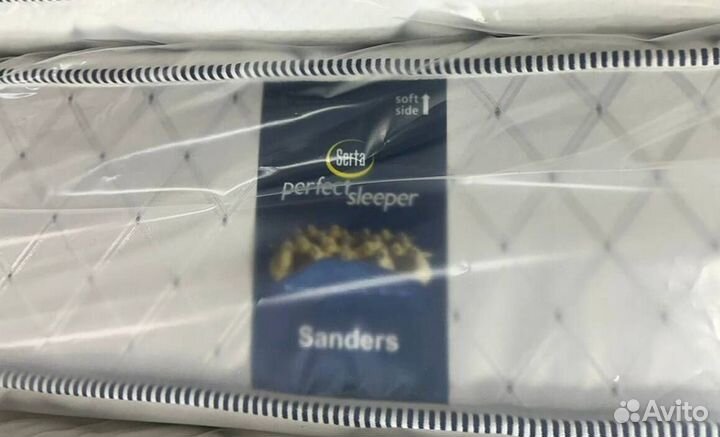 soft
side
Serta
perfect sleeper
Sanders
Avito